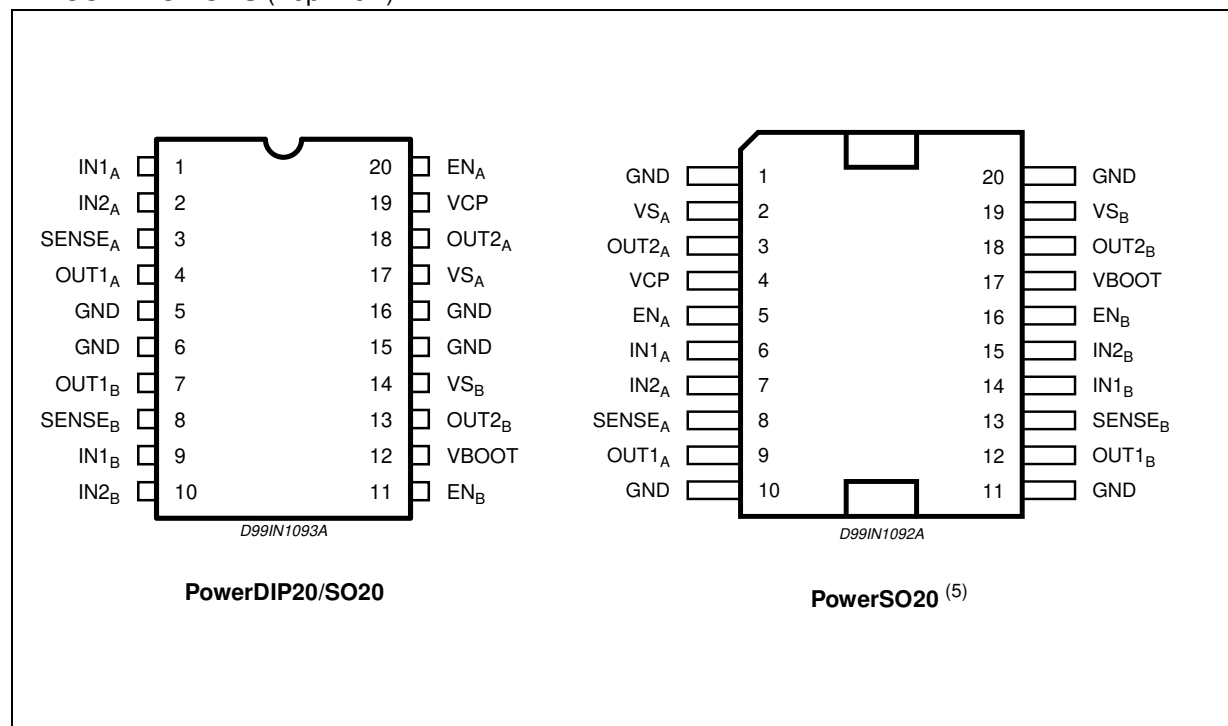 IN1A 1 20 ENA
IN2A 2 19 VCP
SENSEA 3 18 OUT2A
OUT1A 4 17 VSA
GND 5 16 GND
GND 6 15 GND
OUT1B 7 14 VSB
SENSEB 8 13 OUT2B
IN1B 9 12 VBOOT
IN2B 10 11 ENB
D99IN1093A
PowerDIP20/SO20
GND 1 20 GND
VSA 2 19 VSB
OUT2A 3 18 OUT2B
VCP 4 17 VBOOT
ENA 5 16 ENB
IN1A 6 15 IN2B
IN2A 7 14 IN1B
SENSEA 8 13 SENSEB
OUT1A 9 12 OUT1B
GND 10 11 GND
D99IN1092A
PowerSO20 (5)